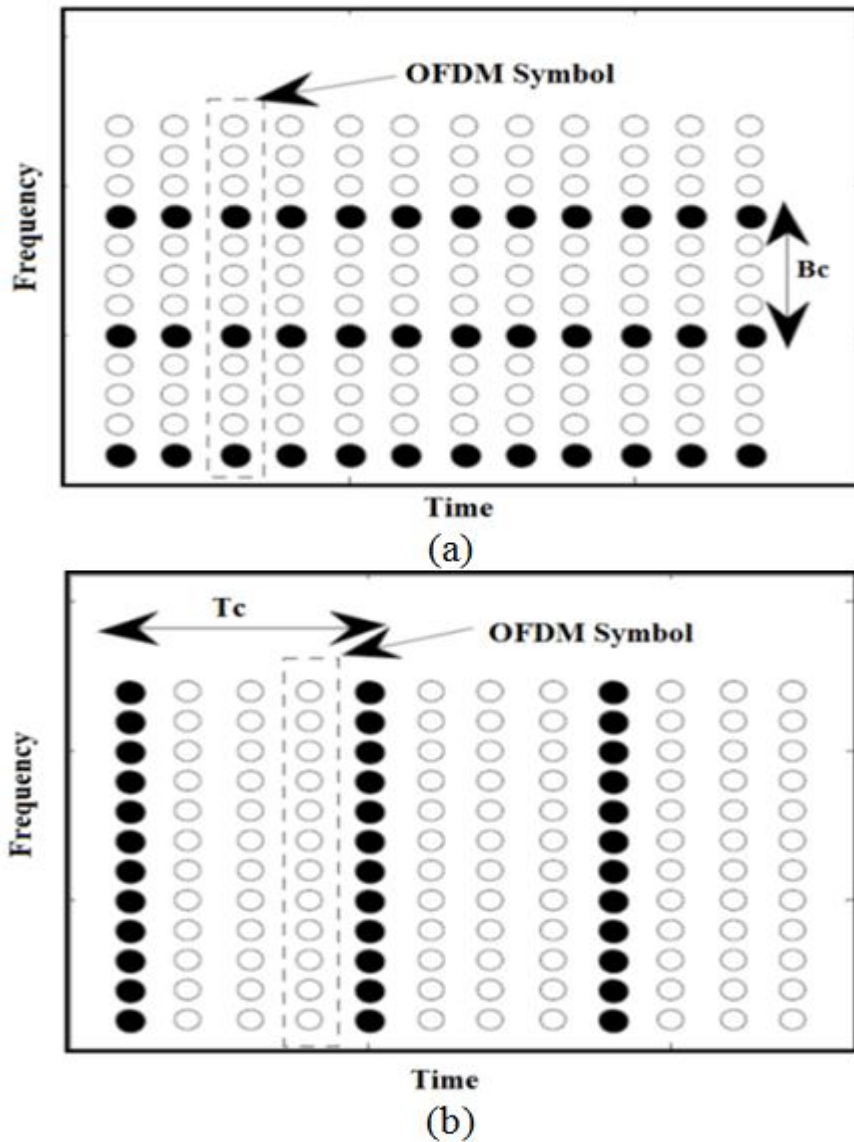 OFDM Symbol
Frequency
Bc
Time
(a)
Tc
OFDM Symbol
Frequency
Time
(b)